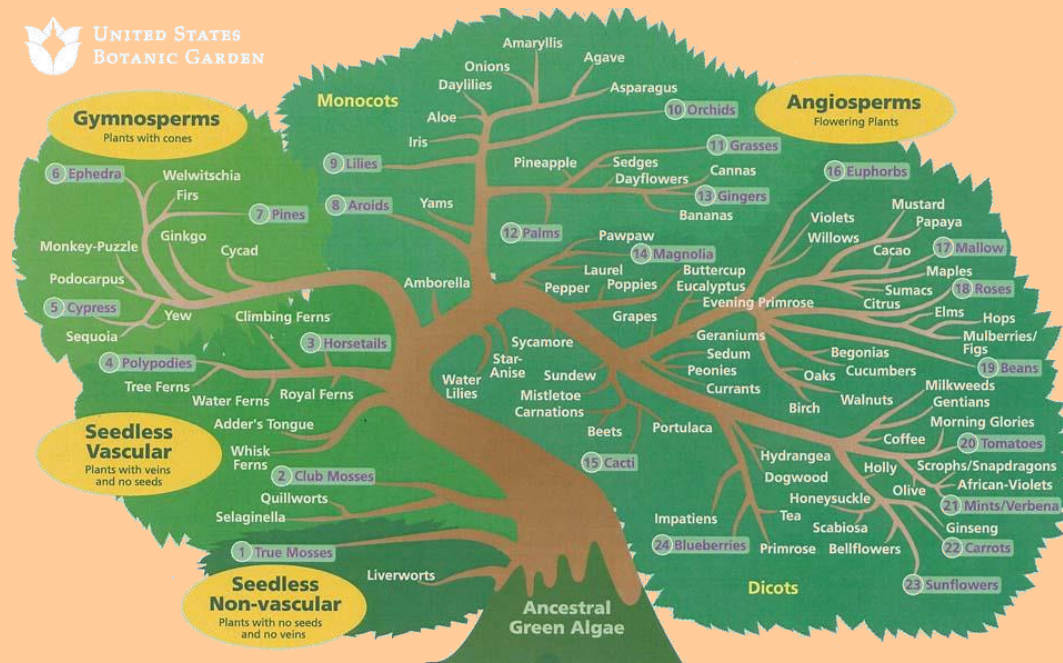 UNITED STATES
BOTANIC GARDEN
Gymnosperms
Plants with cones
Monocots
Angiosperms
Flowering Plants
Amaryllis
Onions
Agave
Daylilies
Asparagus
10 Orchids
Aloe
Iris
9 Lilies
11 Grasses
Pineapple
Sedges
Dayflowers
Cannas
13 Gingers
Bananas
8 Aroids
Yams
12 Palms
6 Ephedra
Welwitschia
Firs
7 Pines
Ginkgo
Monkey-Puzzle
Cycad
Podocarpus
5 Cypress
Yew
Sequoia
Climbing Ferns
3 Horsetails
4 Polypodies
Tree Ferns
Water Ferns
Royal Ferns
Adder's Tongue
Whisk
Ferns
Seedless
Vascular
Plants with veins
and no seeds
2 Club Mosses
Quillworts
Selaginella
1 True Mosses
Liverworts
Seedless
Non-vascular
Plants with no seeds
and no veins
Ancestral
Green Algae
Amborella
Water
Lilies
Star-
Anise
Pawpaw
14 Magnolia
Laurel
Pepper
Poppies
Buttercup
Eucalyptus
Grapes
Evening Primrose
Sycamore
Sundew
Mistletoe
Carnations
Beets
Portulaca
15 Cacti
Geraniums
Sedum
Peonies
Currants
16 Euphorbs
Violets
Willows
Mustard
Papaya
Cacao
17 Mallow
Maples
Sumacs
18 Roses
Citrus
Elms
Hops
Mulberries/
Figs
19 Beans
Begonias
Cucumbers
Oaks
Walnuts
Birch
Milkweeds
Gentians
Morning Glories
Coffee
20 Tomatoes
Scrophs/Snapdragons
Holly
African-Violets
Olive
21 Mints/Verbena
Ginseng
22 Carrots
23 Sunflowers
Hydrangea
Dogwood
Honeysuckle
Tea
Scabiosa
Bellflowers
Impatiens
24 Blueberries
Primrose
Dicots